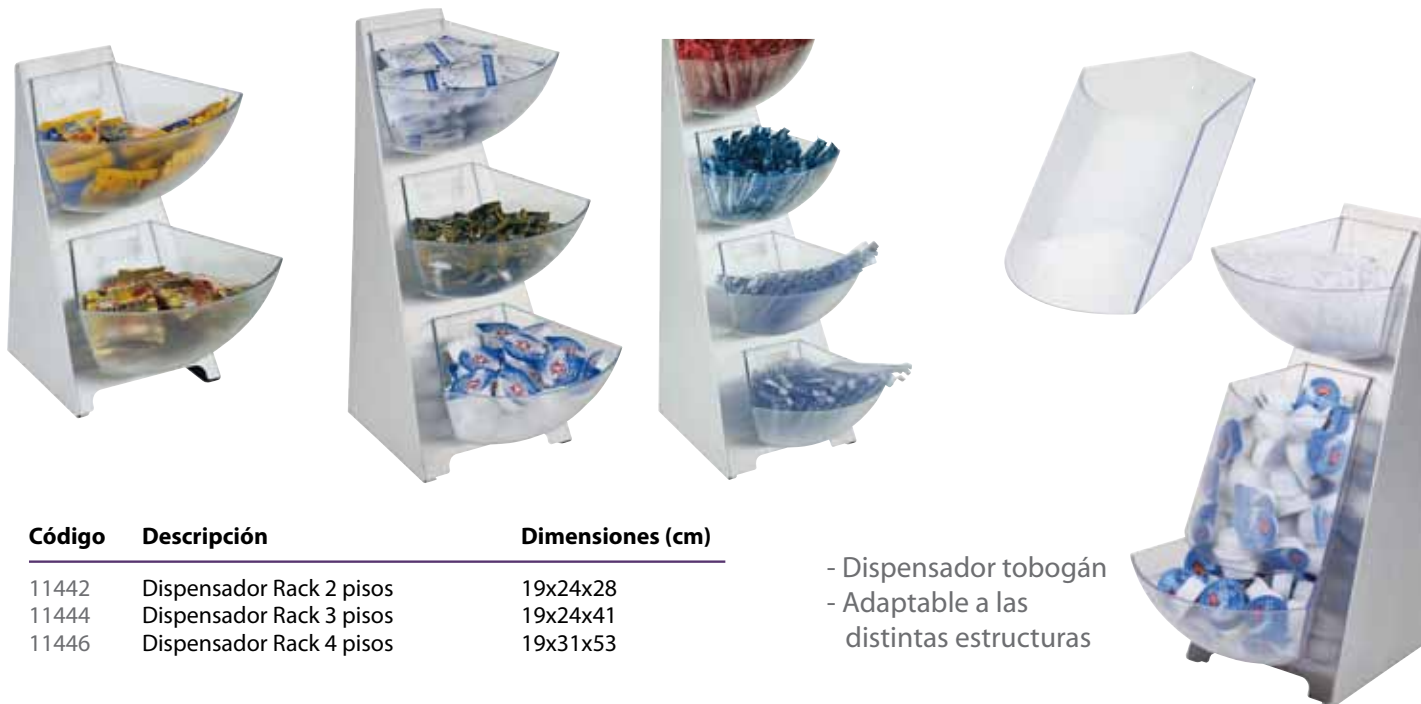 Código Descripción Dimensiones (cm)
11442 Dispensador Rack 2 pisos 19x24x28
11444 Dispensador Rack 3 pisos 19x24x41
11446 Dispensador Rack 4 pisos 19x31x53
- Dispensador tobogán
- Adaptable a las
distintas estructuras